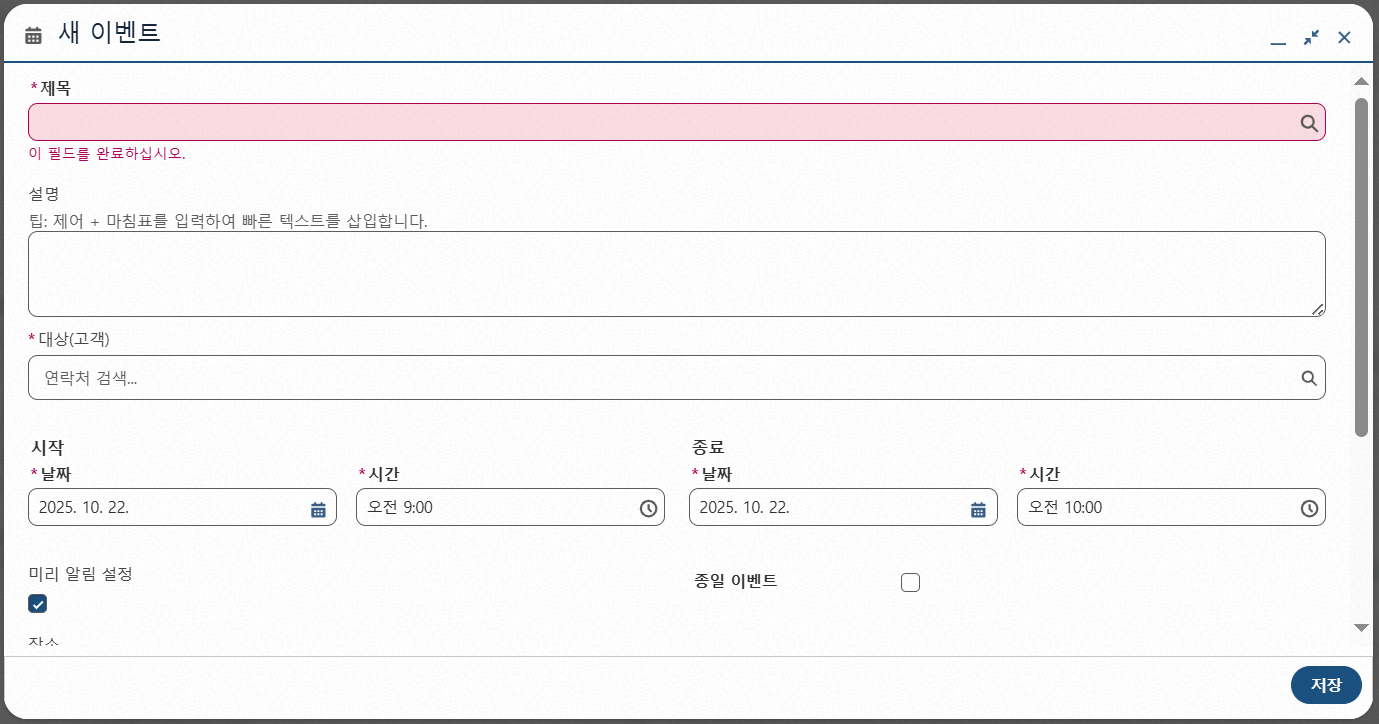 새 이벤트
*제목
이 필드를 완료하십시오.
설명
팁: 제어 + 마침표를 입력하여 빠른 텍스트를 삽입합니다.
*대상(고객)
연락처 검색...
시작 종료
*날짜 *시간 *날짜 *시간
2025. 10. 22. 오전 9:00 2025. 10. 22. 오전 10:00
미리 알림 설정 종일 이벤트
장소
저장